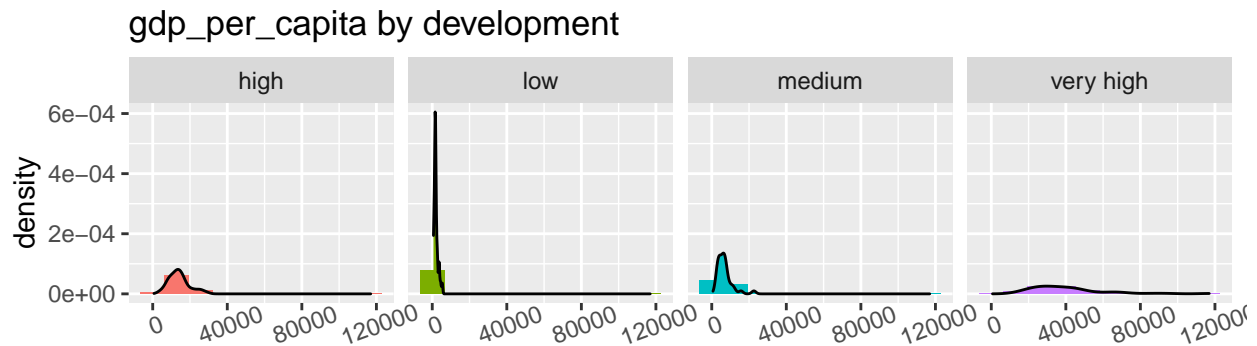 gdp_per_capita by development
high low medium very high
6e−04
4e−04
2e−04
0e+00
density
0 40000 80000 120000 0 40000 80000 120000 0 40000 80000 120000 0 40000 80000 120000